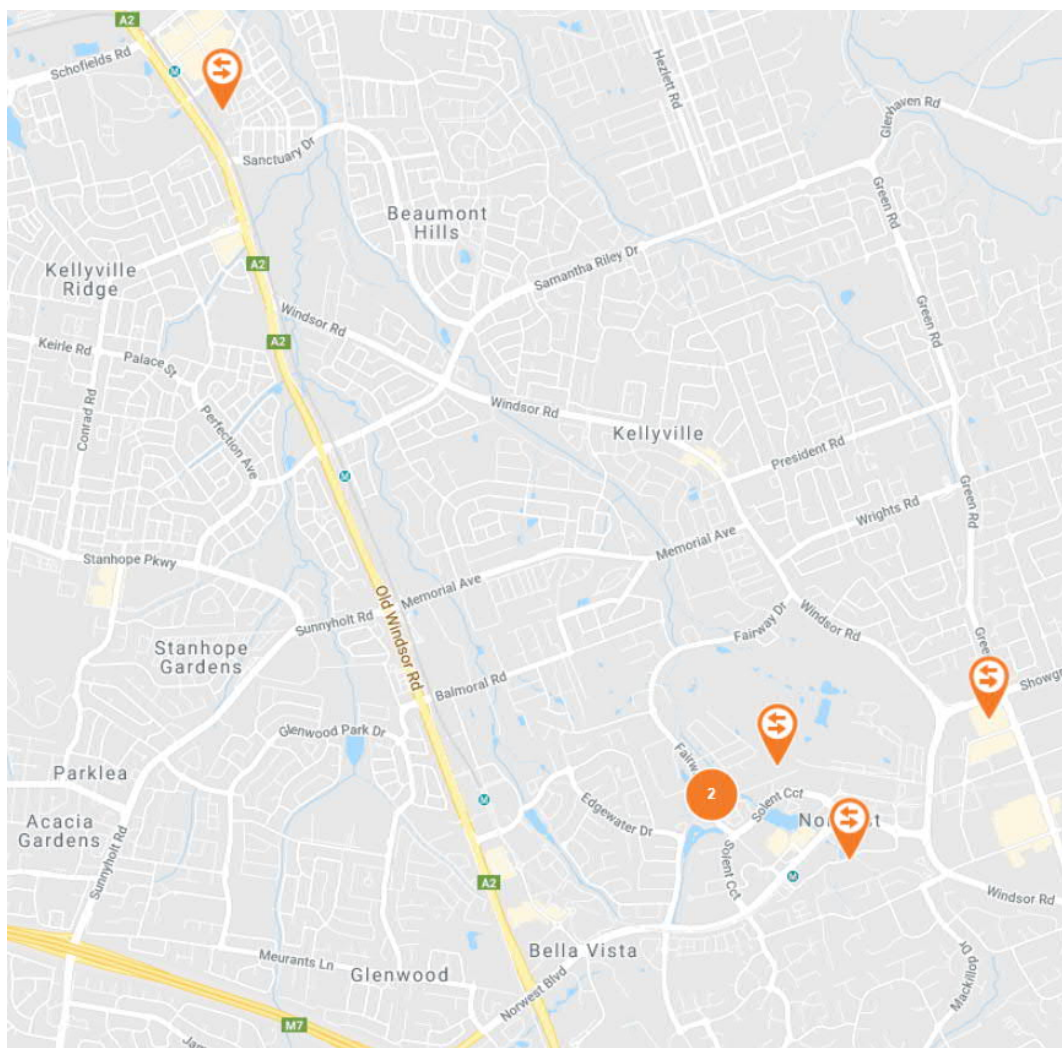 A2
Schofields Rd
M
Hezlett Rd
Glenhaven Rd
Sanctuary Dr
Green Rd
Beaumont
Hills
Samantha Riley Dr
Kellyville
Ridge
A2
Windsor Rd
Green Rd
A2
Keirle Rd
Palace St
Conrad Rd
Perfection Ave
Windsor Rd
Kellyville
President Rd
M
Green Rd
Wrights Rd
Stanhope Pkwy
Memorial Ave
Memorial Ave
Old Windsor Rd
Sunnyholt Rd
Fairway Dr
Windsor Rd
Stanhope
Gardens
Balmoral Rd
Glenwood Park Dr
Parklea
M
2
Solent Cct
Edgewater Dr
Acacia
Gardens
Sunnyholt Rd
Solent Cct
M
A2
Windsor Rd
Bella Vista
Meurants Ln
Glenwood
Norwest Blvd
Mackillop Dr
M7